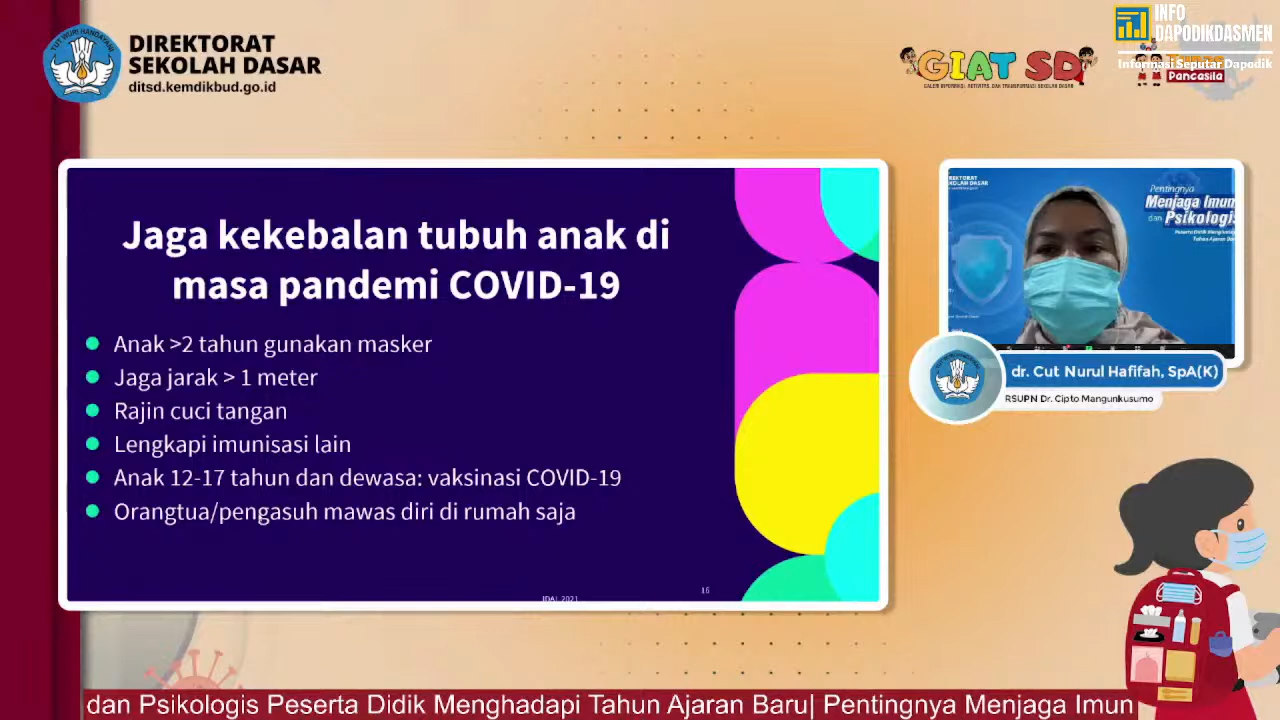 TUT WURI HANDAYANI
DIREKTORAT
SEKOLAH DASAR
ditsd.kemdikbud.go.id
GIAT SD
INFO
DAPODIKDASMEN
Informasi Seputar Dapodik
Pancasila
Jaga kekebalan tubuh anak di
masa pandemi COVID-19
Anak >2 tahun gunakan masker
Jaga jarak > 1 meter
Rajin cuci tangan
Lengkapi imunisasi lain
Anak 12-17 tahun dan dewasa: vaksinasi COVID-19
Orangtua/pengasuh mawas diri di rumah saja
16
IDAI 2021
SEKOLAH DASAR
Pentingnya
Menjaga Imun
dan Psikologis
dr. Cut Nurul Hafifah, SpA(K)
RSUPN Dr. Cipto Mangunkusumo
dan Psikologis Peserta Didik Menghadapi Tahun Ajaran Baru| Pentingnya Menjaga Imun